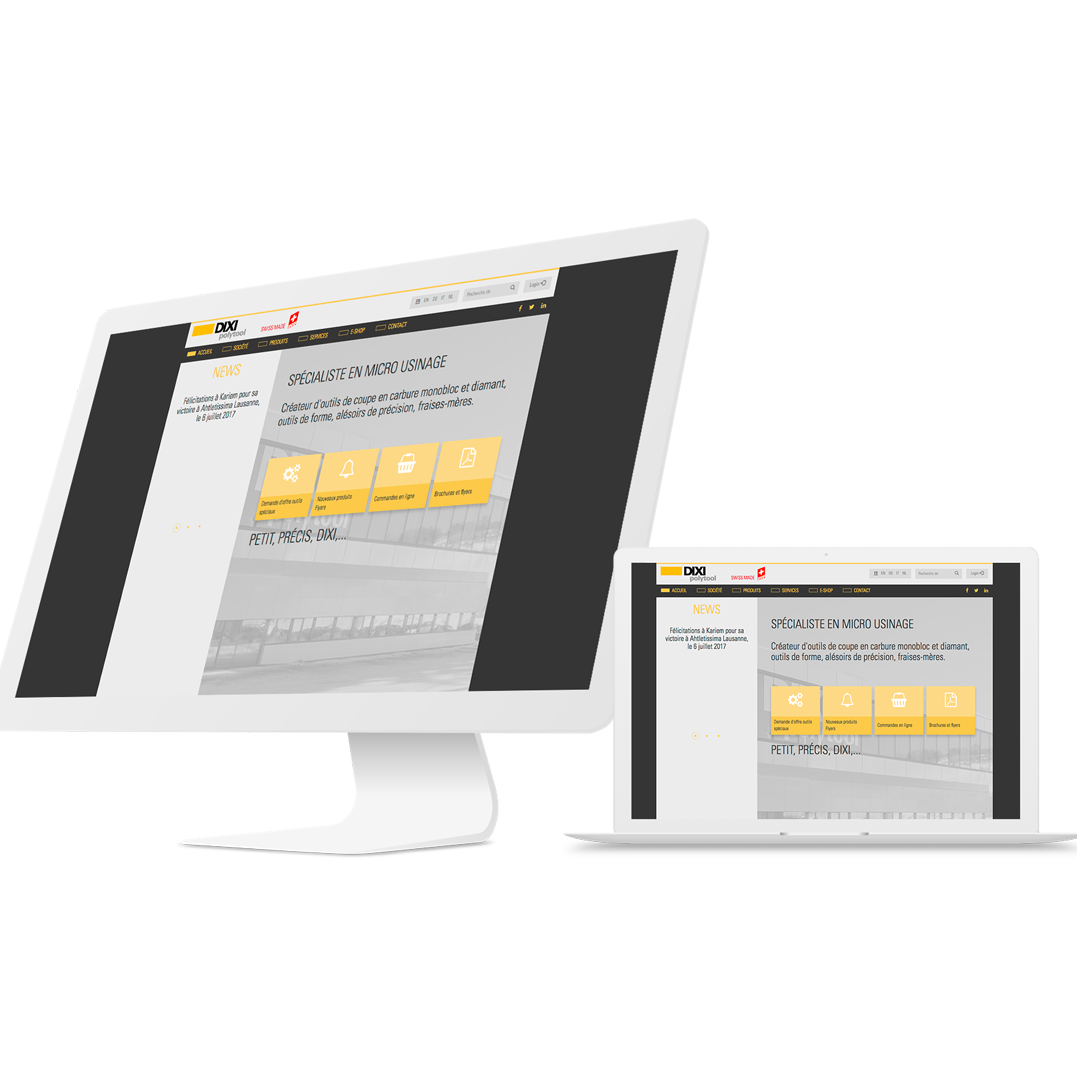 DIXI
polytool
SWISS MADE
EN DE IT NL
Recherche de
Login
ACCUEIL SOCIÉTÉ PRODUITS SERVICES E-SHOP CONTACT
NEWS
Félicitations à Kariem pour sa
victoire à Ahtletissima Lausanne,
le 6 juillet 2017
SPÉCIALISTE EN MICRO USINAGE
Créateur d'outils de coupe en carbure monobloc et diamant,
outils de forme, alésoirs de précision, fraises-mères.
Demande d'offre outils
spéciaux
Nouveaux produits
Flyers
Commandes en ligne
Brochures et flyers
PETIT, PRÉCIS, DIXI,...
DIXI
polytool
SWISS MADE
EN DE IT NL
Recherche de
Login
ACCUEIL SOCIÉTÉ PRODUITS SERVICES E-SHOP CONTACT
NEWS
Félicitations à Kariem pour sa
victoire à Ahtletissima Lausanne,
le 6 juillet 2017
SPÉCIALISTE EN MICRO USINAGE
Créateur d'outils de coupe en carbure monobloc et diamant,
outils de forme, alésoirs de précision, fraises-mères.
Demande d'offre outils
spéciaux
Nouveaux produits
Flyers
Commandes en ligne
Brochures et flyers
PETIT, PRÉCIS, DIXI,...